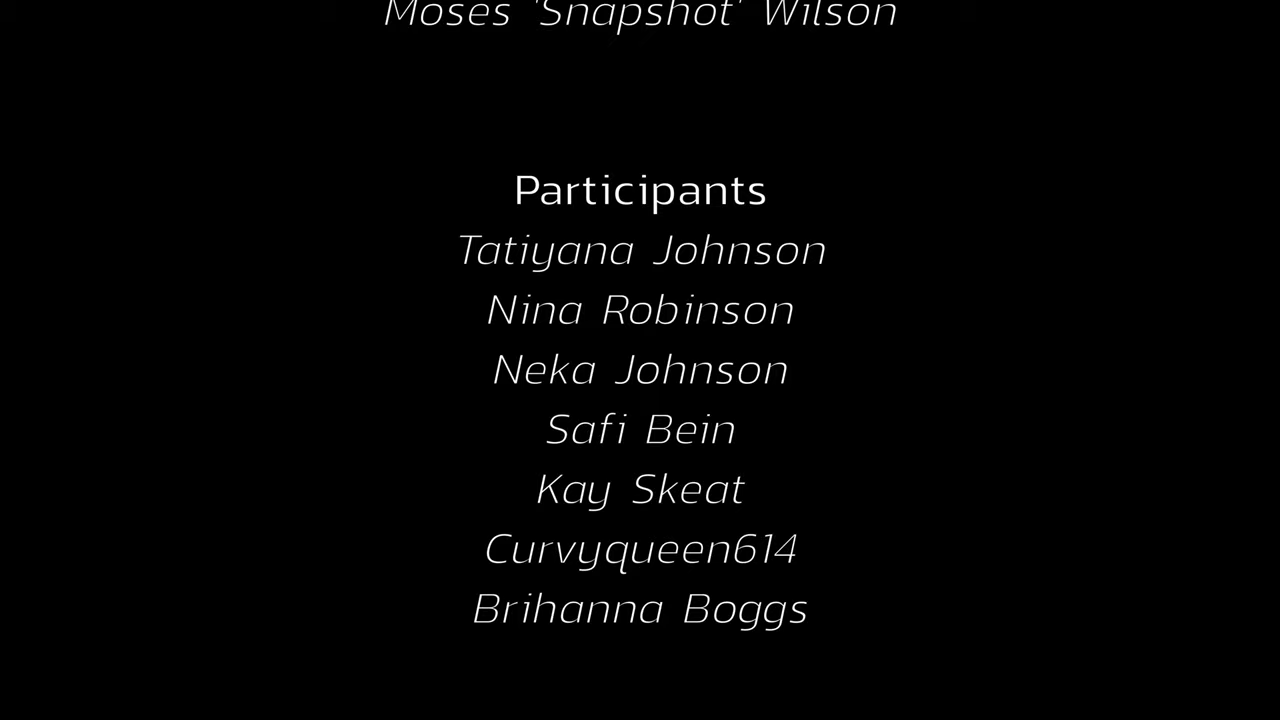 Moses 'Snapshot' Wilson
Participants
Tatiyana Johnson
Nina Robinson
Neka Johnson
Safi Bein
Kay Skeat
Curvyqueen614
Brihanna Boggs